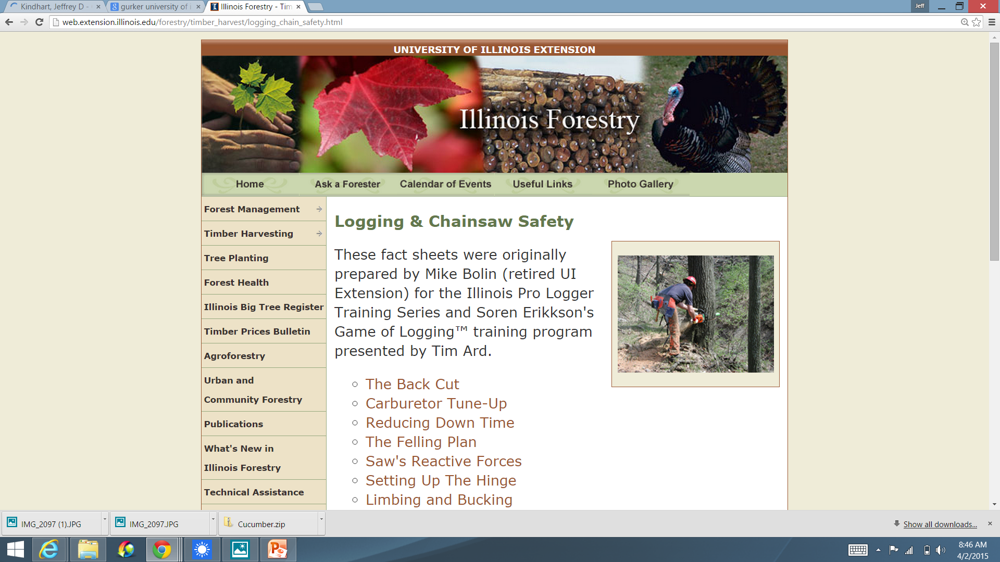 Kindhart, Jeffrey D -
gurker university of i
Illinois Forestry - Tim
Jeff
web.extension.illinois.edu/forestry/timber_harvest/logging_chain_safety.html
UNIVERSITY OF ILLINOIS EXTENSION
Illinois Forestry
Home
Ask a Forester
Calendar of Events
Useful Links
Photo Gallery
Forest Management
Timber Harvesting
Tree Planting
Forest Health
Illinois Big Tree Register
Timber Prices Bulletin
Agroforestry
Urban and
Community Forestry
Publications
What's New in
Illinois Forestry
Technical Assistance
Logging & Chainsaw Safety
These fact sheets were originally
prepared by Mike Bolin (retired UI
Extension) for the Illinois Pro Logger
Training Series and Soren Erikkson's
Game of Logging™ training program
presented by Tim Ard.
The Back Cut
Carburetor Tune-Up
Reducing Down Time
The Felling Plan
Saw's Reactive Forces
Setting Up The Hinge
Limbing and Bucking
IMG_2097 (1).JPG
IMG_2097.JPG
Cucumber.zip
Show all downloads...
8:46 AM
4/2/2015